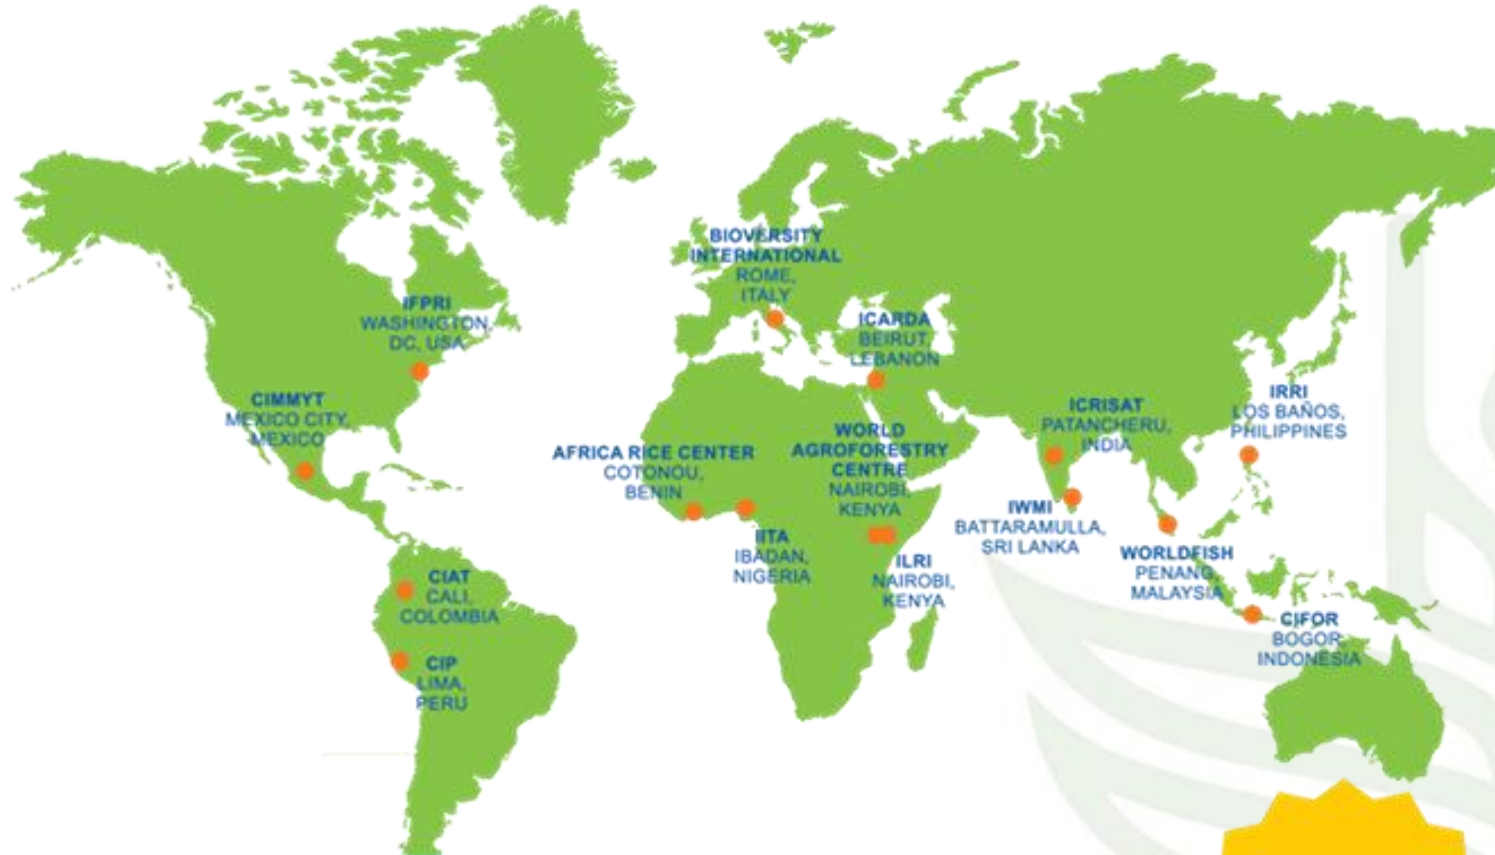 BIOVERSITY
INTERNATIONAL
ROME,
ITALY
IFPRI
WASHINGTON,
DC, USA
ICARDA
BEIRUT,
LEBANON
CIMMYT
MEXICO CITY,
MEXICO
IRRI
LOS BAÑOS,
PHILIPPINES
ICRISAT
PATANCHERU,
INDIA
WORLD
AGROFORESTRY
CENTRE
NAIROBI,
KENYA
AFRICA RICE CENTER
COTONOU,
BENIN
IITA
IBADAN,
NIGERIA
ILRI
NAIROBI,
KENYA
IWMI
BATTARAMULLA,
SRI LANKA
WORLDFISH
PENANG,
MALAYSIA
CIAT
CALI,
COLOMBIA
CIFOR
BOGOR,
INDONESIA
CIP
LIMA,
PERU